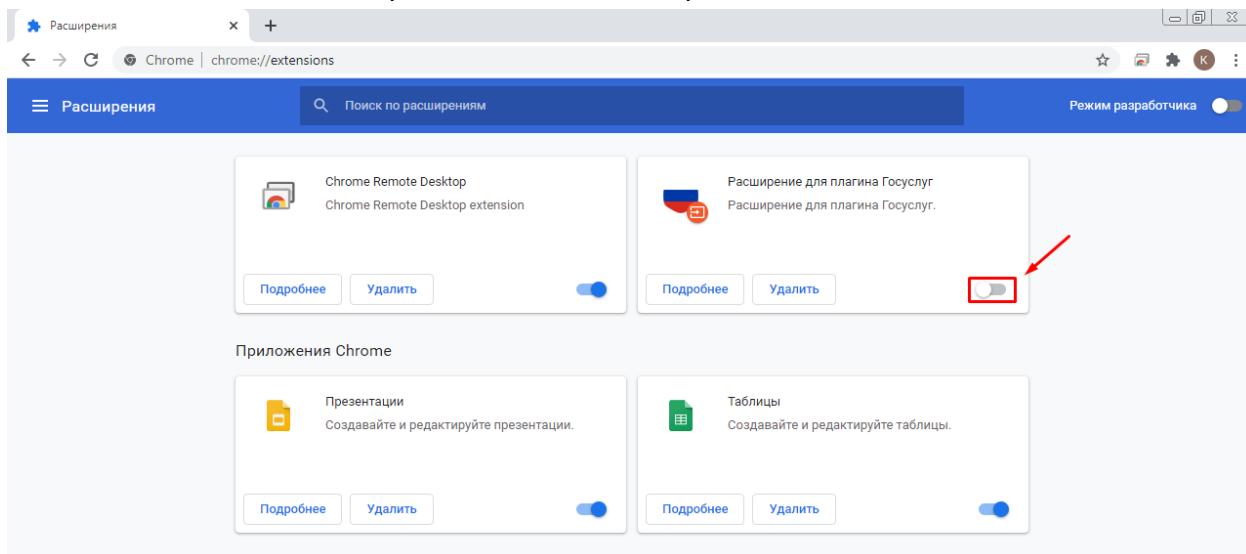 Расширения
Chrome | chrome://extensions
K
Расширения
Поиск по расширениям
Режим разработчика
Chrome Remote Desktop
Chrome Remote Desktop extension
Подробнее Удалить
Расширение для плагина Госуслуг
Расширение для плагина Госуслуг.
Подробнее Удалить
Приложения Chrome
Презентации
Создавайте и редактируйте презентации.
Подробнее Удалить
Таблицы
Создавайте и редактируйте таблицы.
Подробнее Удалить